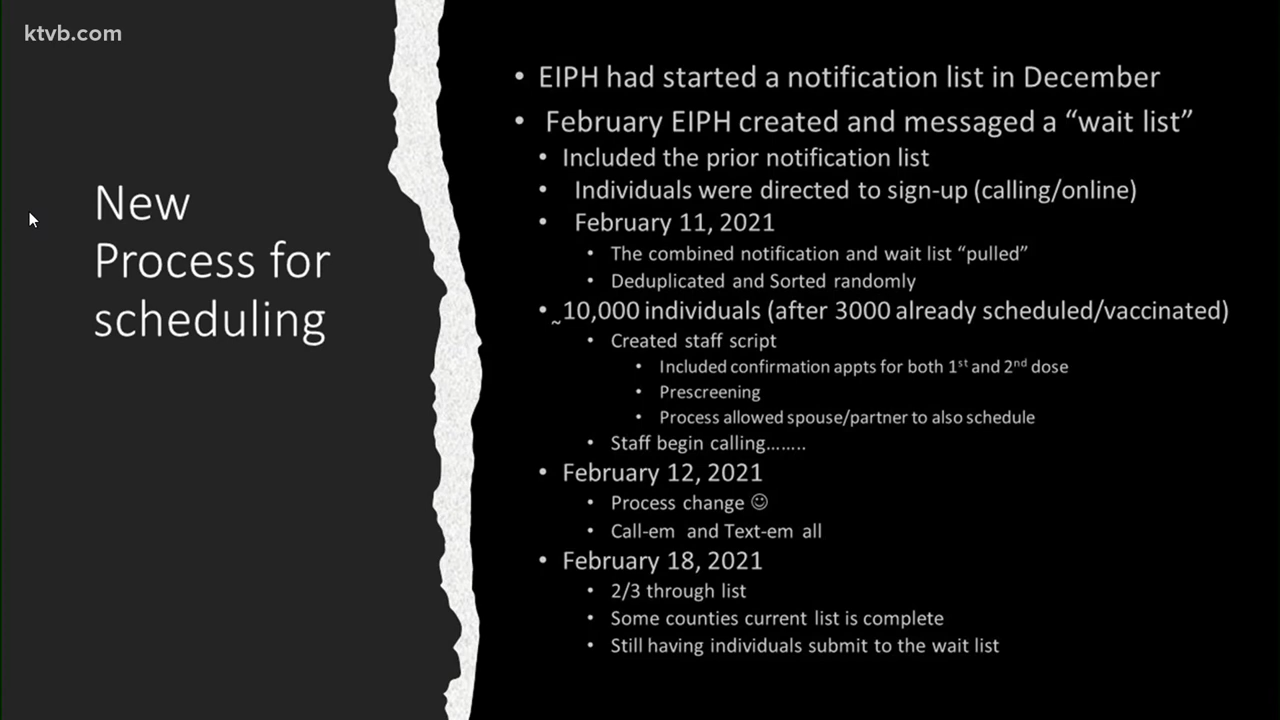 ktvb.com
New
Process for
scheduling
• EIPH had started a notification list in December
• February EIPH created and messaged a “wait list”
• Included the prior notification list
• Individuals were directed to sign-up (calling/online)
• February 11, 2021
• The combined notification and wait list “pulled”
• Deduplicated and Sorted randomly
• ~10,000 individuals (after 3000 already scheduled/vaccinated)
• Created staff script
• Included confirmation appts for both 1st and 2nd dose
• Prescreening
• Process allowed spouse/partner to also schedule
• Staff begin calling........
• February 12, 2021
• Process change ☺
• Call-em and Text-em all
• February 18, 2021
• 2/3 through list
• Some counties current list is complete
• Still having individuals submit to the wait list